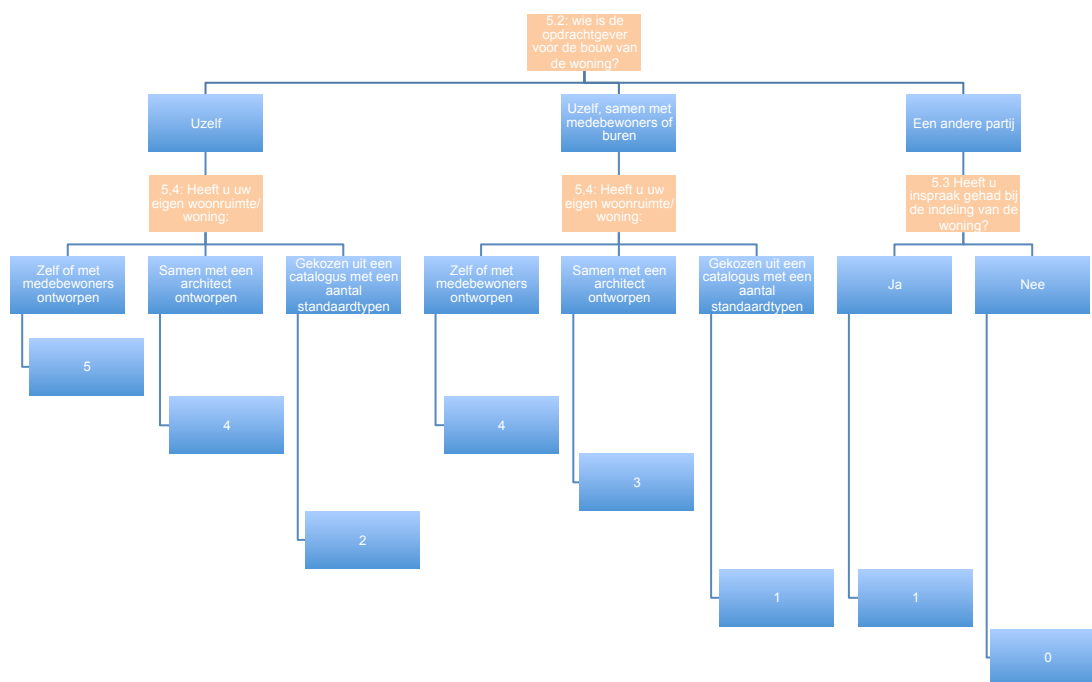 5.2: wie is de
opdrachtgever
voor de bouw van
de woning?
Uzelf
Uzelf, samen met
medebewoners of
buren
Een andere partij
5,4: Heeft u uw
eigen woonruimte/
woning:
5,4: Heeft u uw
eigen woonruimte/
woning:
5.3 Heeft u
inspraak gehad bij
de indeling van de
woning?
Zelf of met
medebewoners
ontworpen
Samen met een
architect
ontworpen
Gekozen uit een
catalogus met een
aantal
standaardtypen
Zelf of met
medebewoners
ontworpen
Samen met een
architect
ontworpen
Gekozen uit een
catalogus met een
aantal
standaardtypen
Ja
Nee
5
4
4
3
2
1
1
0